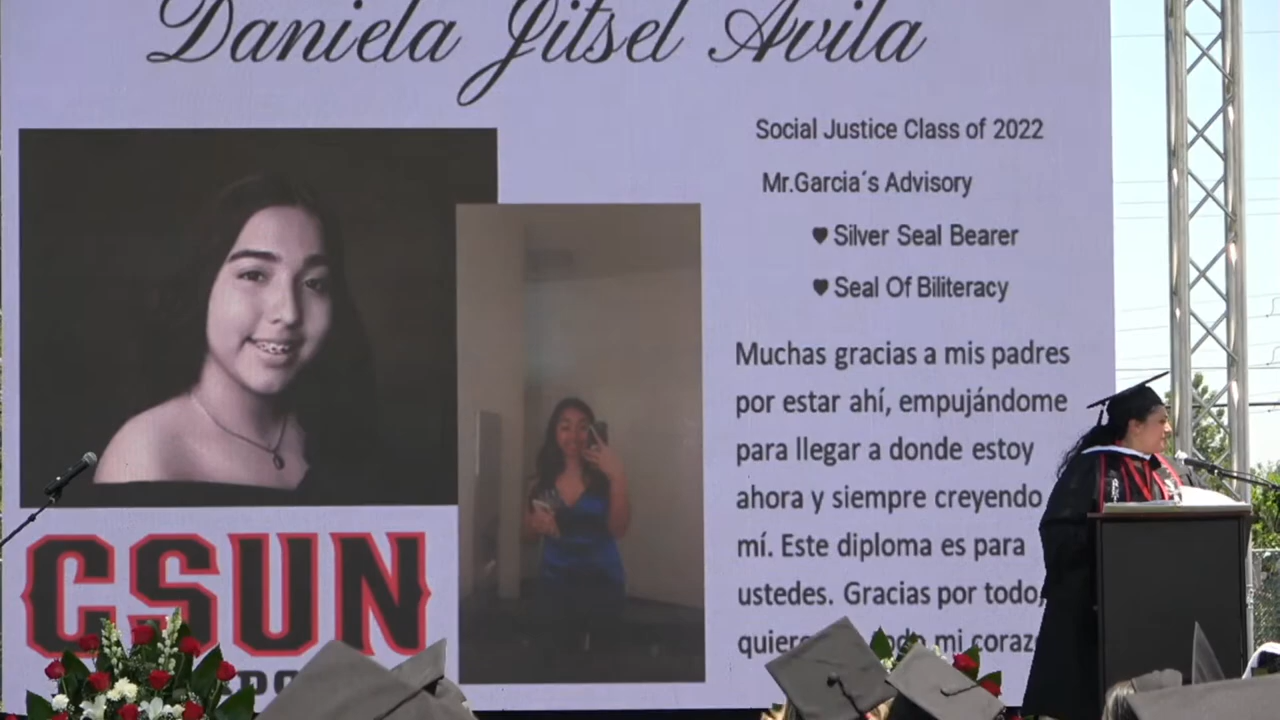 Daniela Jitsel Avila
Social Justice Class of 2022
Mr.Garcia´s Advisory
Silver Seal Bearer
Seal Of Biliteracy
Muchas gracias a mis padres
por estar ahí, empujándome
para llegar a donde estoy
ahora y siempre creyendo
mí. Este diploma es para
ustedes. Gracias por todo,
mi
CSUN